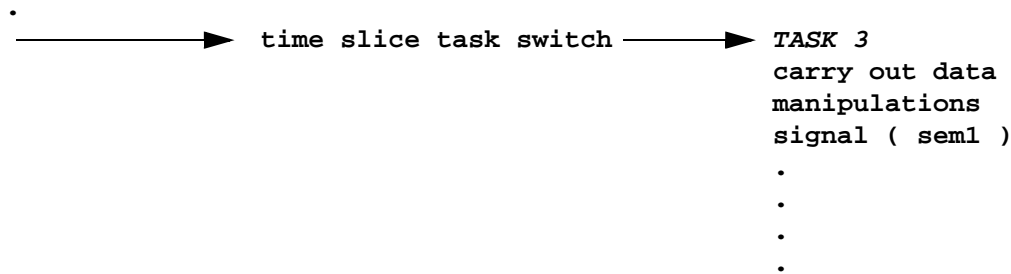 .
time slice task switch TASK 3
carry out data
manipulations
signal ( sem1 )
.
.
.
.